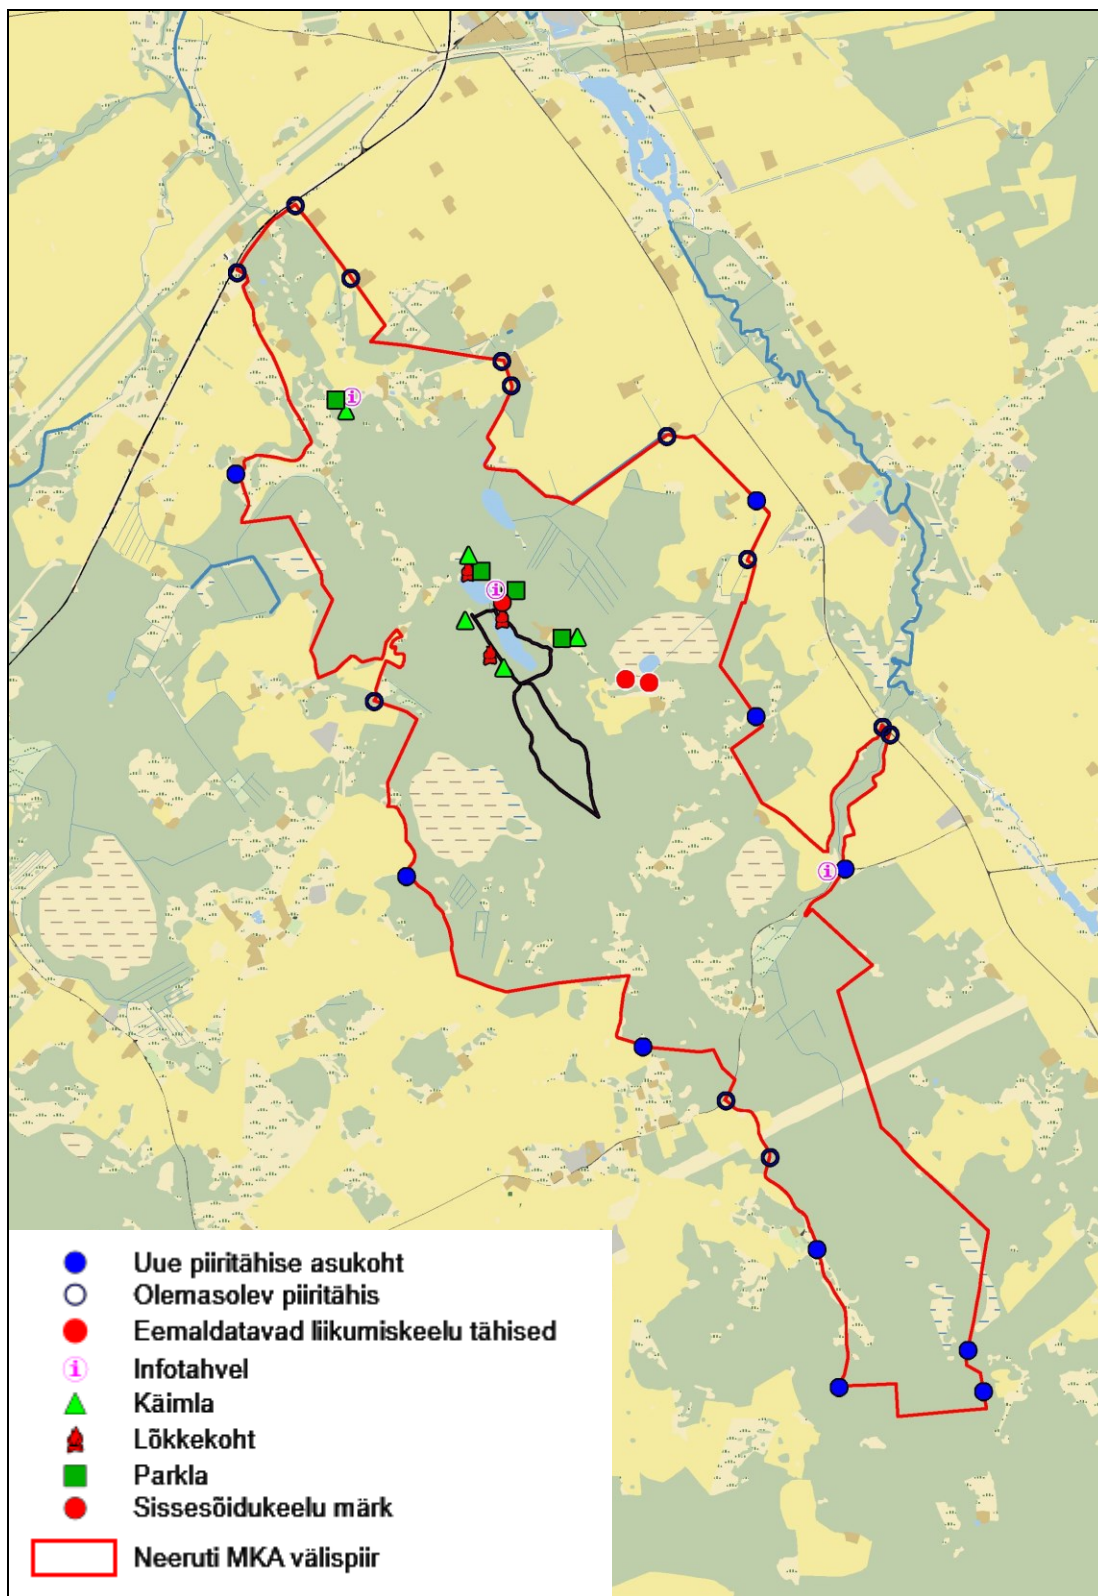 Uue piiritähise asukoht
Olemasolev piiritähis
Eemaldatavad liikumiskeelu tähised
Infotahvel
Käimla
Lõkkekoht
Parkla
Sissesõidukeelu märk
Neeruti MKA välispiir